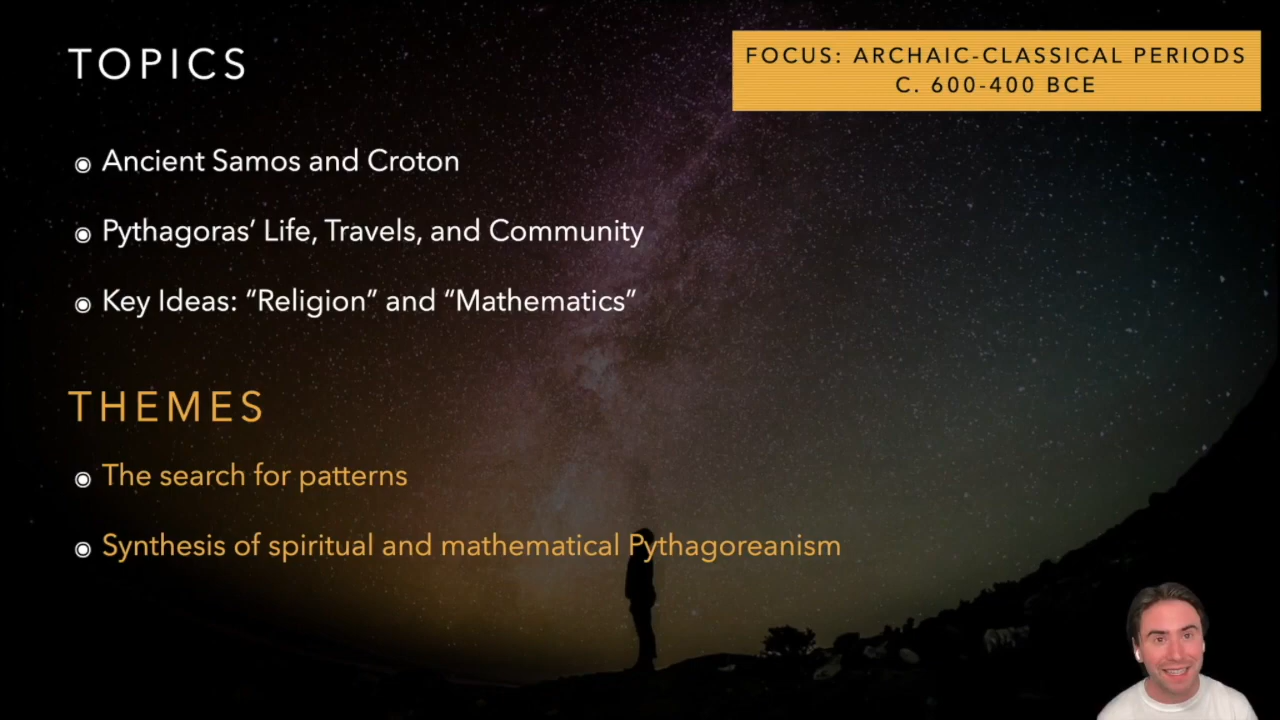 TOPICS
FOCUS: ARCHAIC-CLASSICAL PERIODS
C. 600-400 BCE
Ancient Samos and Croton
Pythagoras’ Life, Travels, and Community
Key Ideas: “Religion” and “Mathematics”
THEMES
The search for patterns
Synthesis of spiritual and mathematical Pythagoreanism